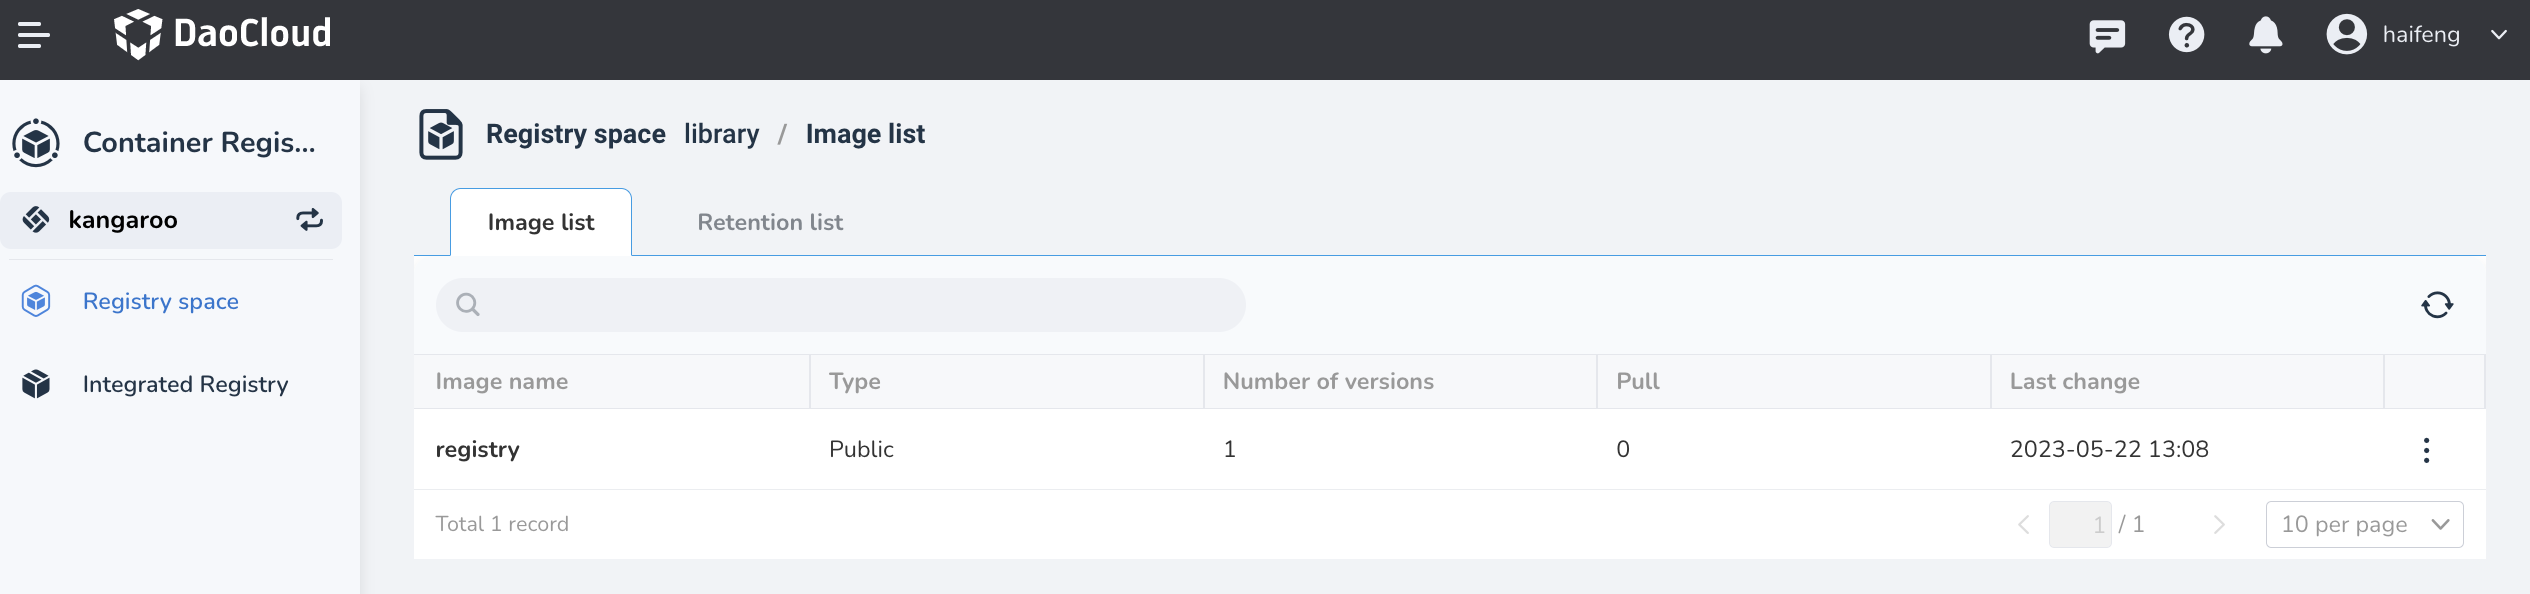 DaoCloud
haifeng
Container Regis...
kangaroo
Registry space
Integrated Registry
Registry space library / Image list
Image list Retention list
Image name Type Number of versions Pull Last change
registry Public 1 0 2023-05-22 13:08
Total 1 record 1 / 1 10 per page